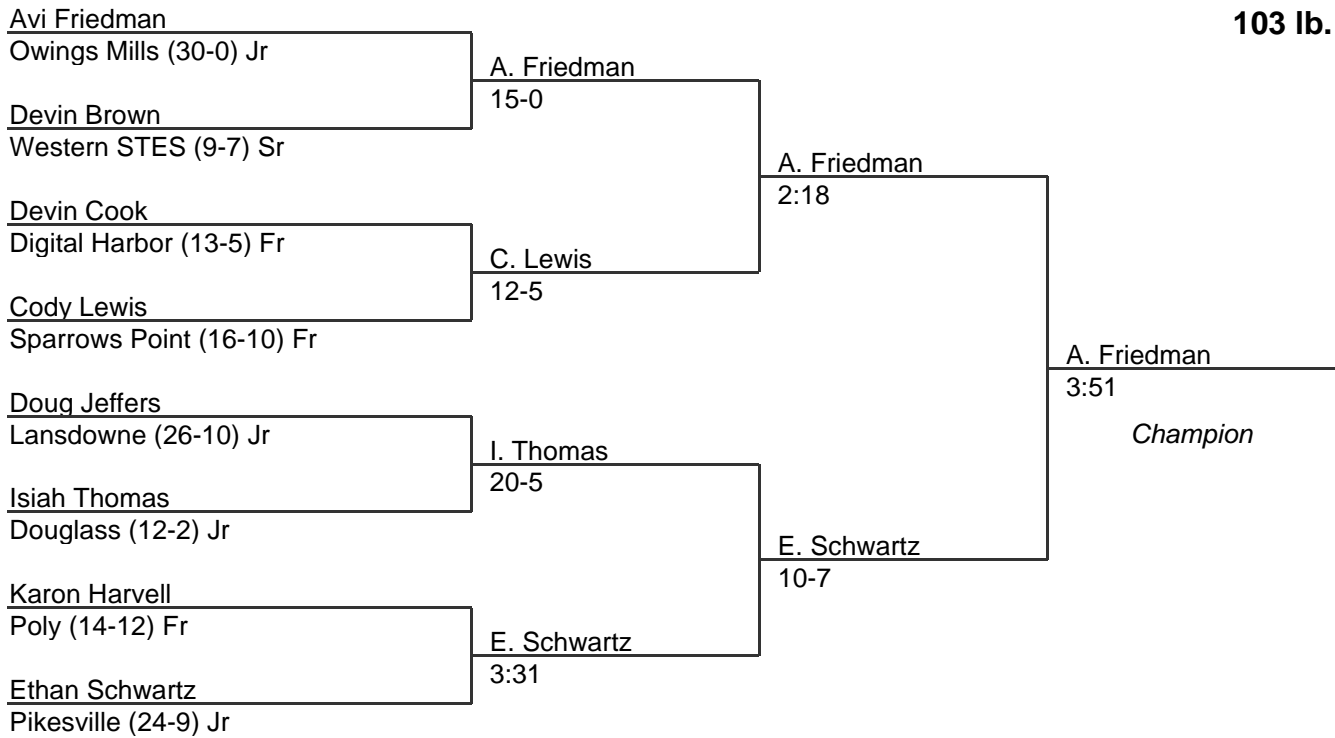 103 lb.
Avi Friedman
Owings Mills (30-0) Jr
A. Friedman
15-0
Devin Brown
Western STES (9-7) Sr
A. Friedman
2:18
Devin Cook
Digital Harbor (13-5) Fr
C. Lewis
12-5
Cody Lewis
Sparrows Point (16-10) Fr
A. Friedman
3:51
Champion
Doug Jeffers
Lansdowne (26-10) Jr
I. Thomas
20-5
Isiah Thomas
Douglass (12-2) Jr
E. Schwartz
10-7
Karon Harvell
Poly (14-12) Fr
E. Schwartz
3:31
Ethan Schwartz
Pikesville (24-9) Jr